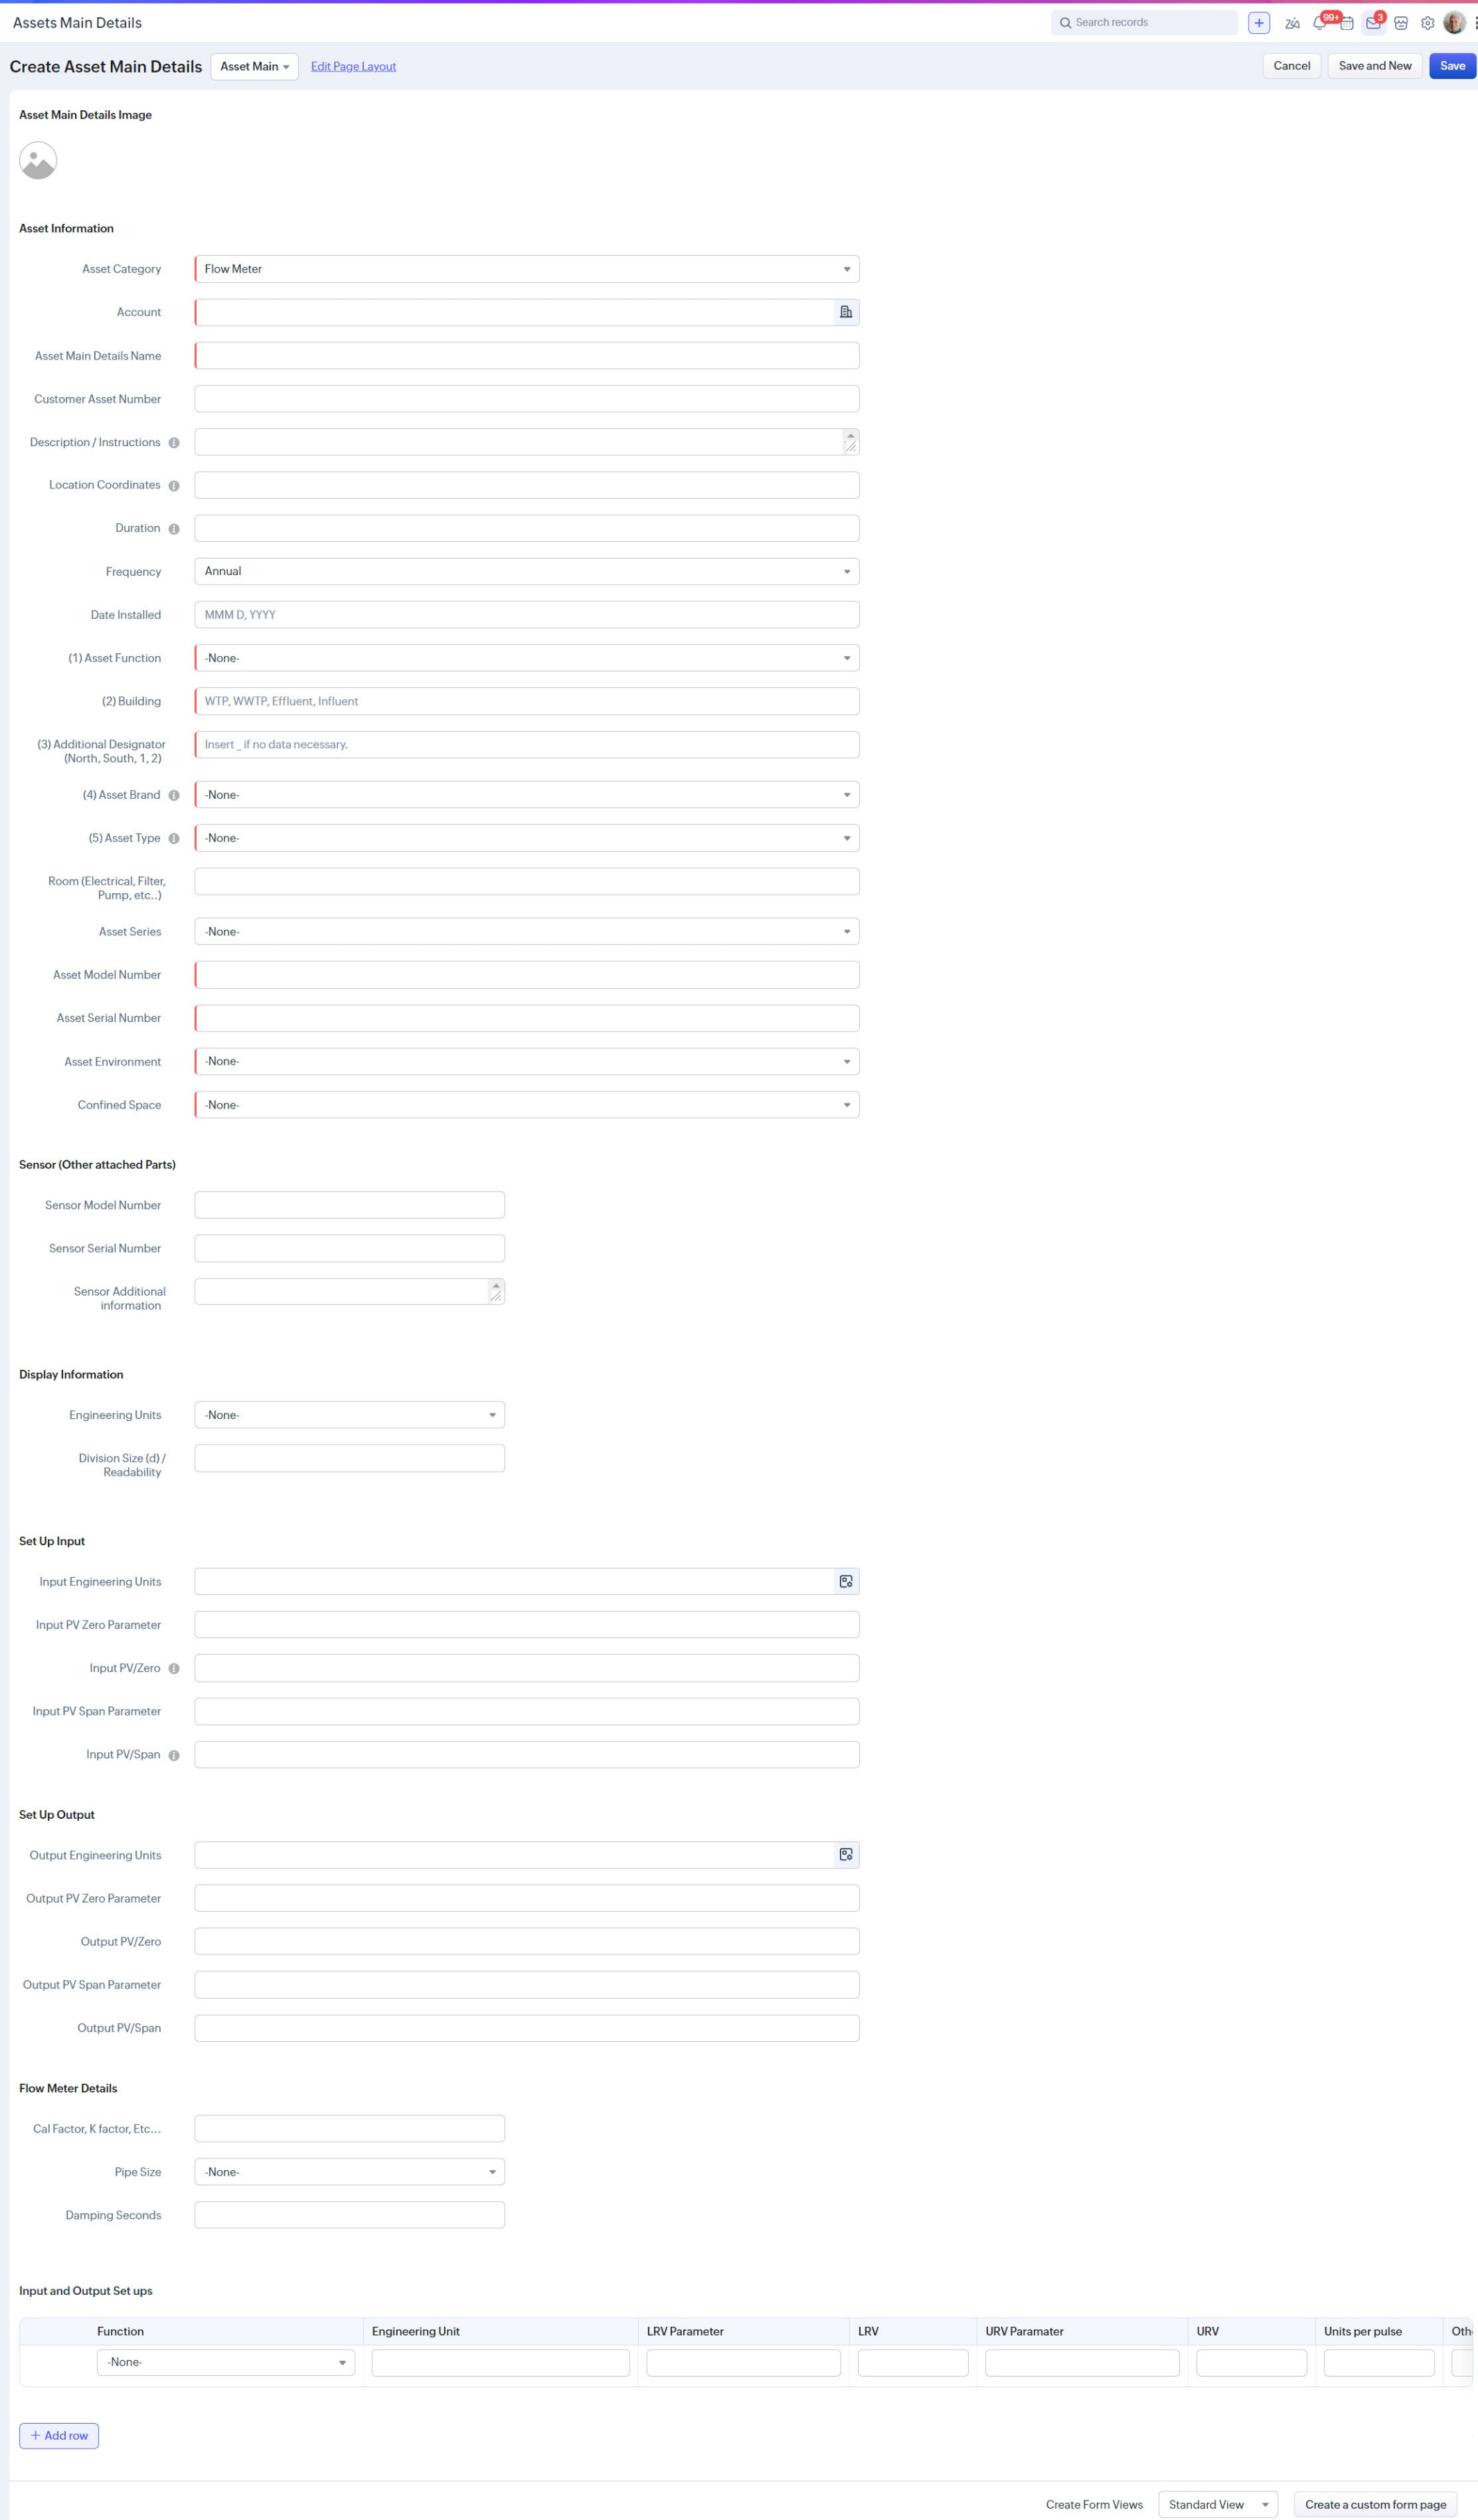 Assets Main Details
Search records
99+
3
Create Asset Main Details
Asset Main
Edit Page Layout
Cancel
Save and New
Save
Asset Main Details Image
Asset Information
Asset Category
Flow Meter
Account
Asset Main Details Name
Customer Asset Number
Description / Instructions
Location Coordinates
Duration
Frequency
Annual
Date Installed
MMM D, YYYY
(1) Asset Function
-None-
(2) Building
WTP, WWTP, Effluent, Influent
(3) Additional Designator
(North, South, 1, 2)
Insert _ if no data necessary.
(4) Asset Brand
-None-
(5) Asset Type
-None-
Room (Electrical, Filter,
Pump, etc..)
Asset Series
-None-
Asset Model Number
Asset Serial Number
Asset Environment
-None-
Confined Space
-None-
Sensor (Other attached Parts)
Sensor Model Number
Sensor Serial Number
Sensor Additional
information
Display Information
Engineering Units
-None-
Division Size (d) /
Readability
Set Up Input
Input Engineering Units
Input PV Zero Parameter
Input PV/Zero
Input PV Span Parameter
Input PV/Span
Set Up Output
Output Engineering Units
Output PV Zero Parameter
Output PV/Zero
Output PV Span Parameter
Output PV/Span
Flow Meter Details
Cal Factor, K factor, Etc...
Pipe Size
-None-
Damping Seconds
Input and Output Set ups
Function
Engineering Unit
LRV Parameter
LRV
URV Paramater
URV
Units per pulse
-None-
+ Add row
Create Form Views
Standard View
Create a custom form page